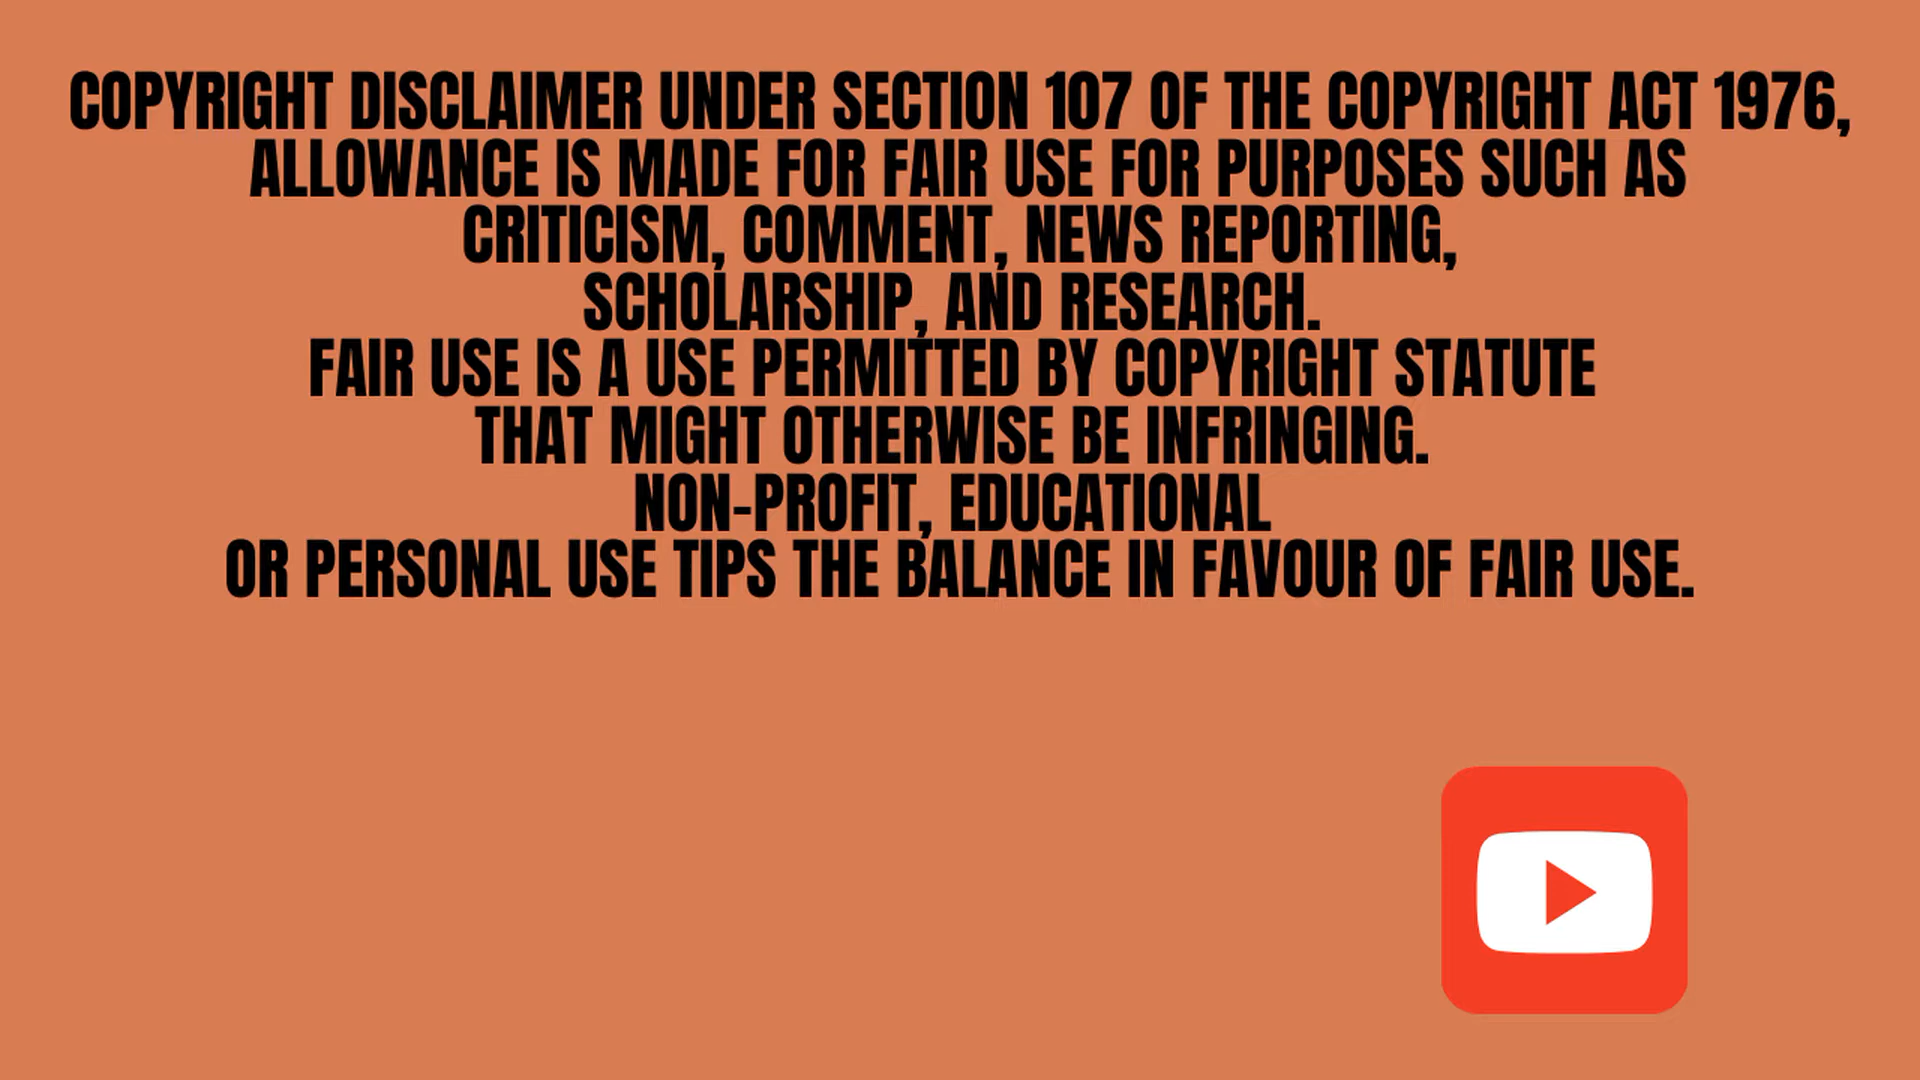 COPYRIGHT DISCLAIMER UNDER SECTION 107 OF THE COPYRIGHT ACT 1976,
ALLOWANCE IS MADE FOR FAIR USE FOR PURPOSES SUCH AS
CRITICISM, COMMENT, NEWS REPORTING,
SCHOLARSHIP, AND RESEARCH.
FAIR USE IS A USE PERMITTED BY COPYRIGHT STATUTE
THAT MIGHT OTHERWISE BE INFRINGING.
NON-PROFIT, EDUCATIONAL
OR PERSONAL USE TIPS THE BALANCE IN FAVOUR OF FAIR USE.